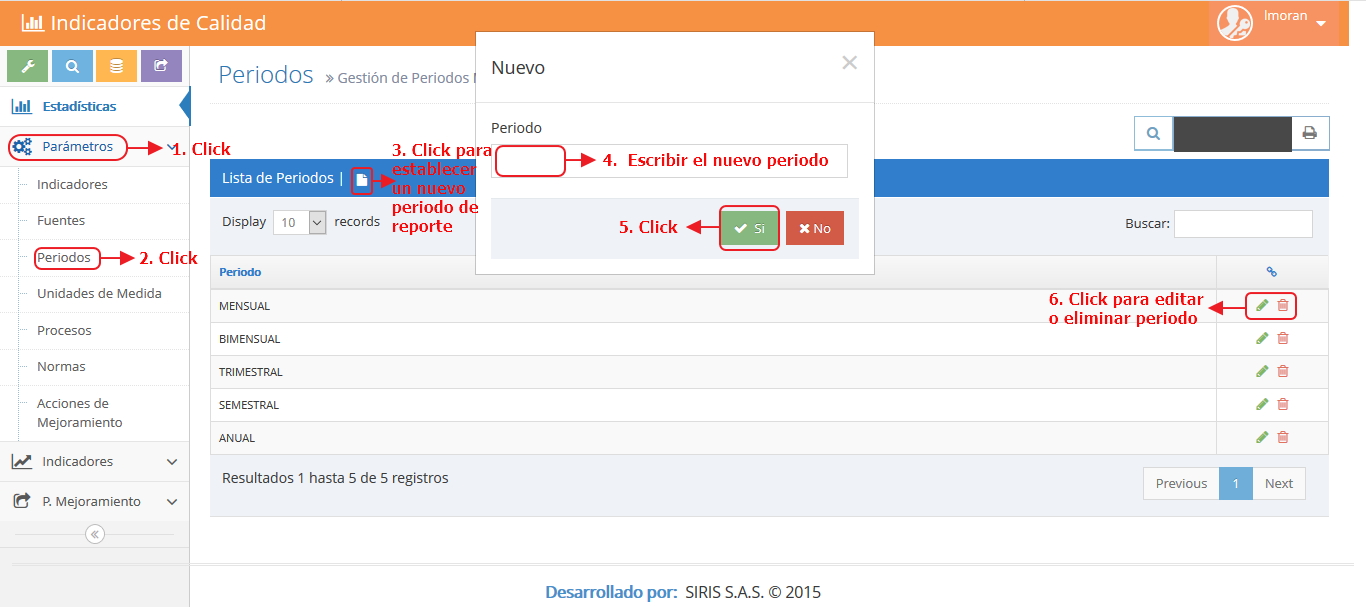 Indicadores de Calidad
lmoran
Periodos » Gestión de Periodos
Nuevo
Periodo
4. Escribir el nuevo periodo
5. Click
Si
No
Estadísticas
Parámetros
1. Click
Indicadores
Fuentes
Periodos
2. Click
Unidades de Medida
Procesos
Normas
Acciones de
Mejoramiento
Indicadores
P. Mejoramiento
3. Click para
establecer
un nuevo
periodo de
reporte
Lista de Periodos |
Display 10 records
Buscar:
Periodo
MENSUAL
BIMENSUAL
TRIMESTRAL
SEMESTRAL
ANUAL
6. Click para editar
o eliminar periodo
Resultados 1 hasta 5 de 5 registros
Previous 1 Next
Desarrollado por: SIRIS S.A.S. © 2015